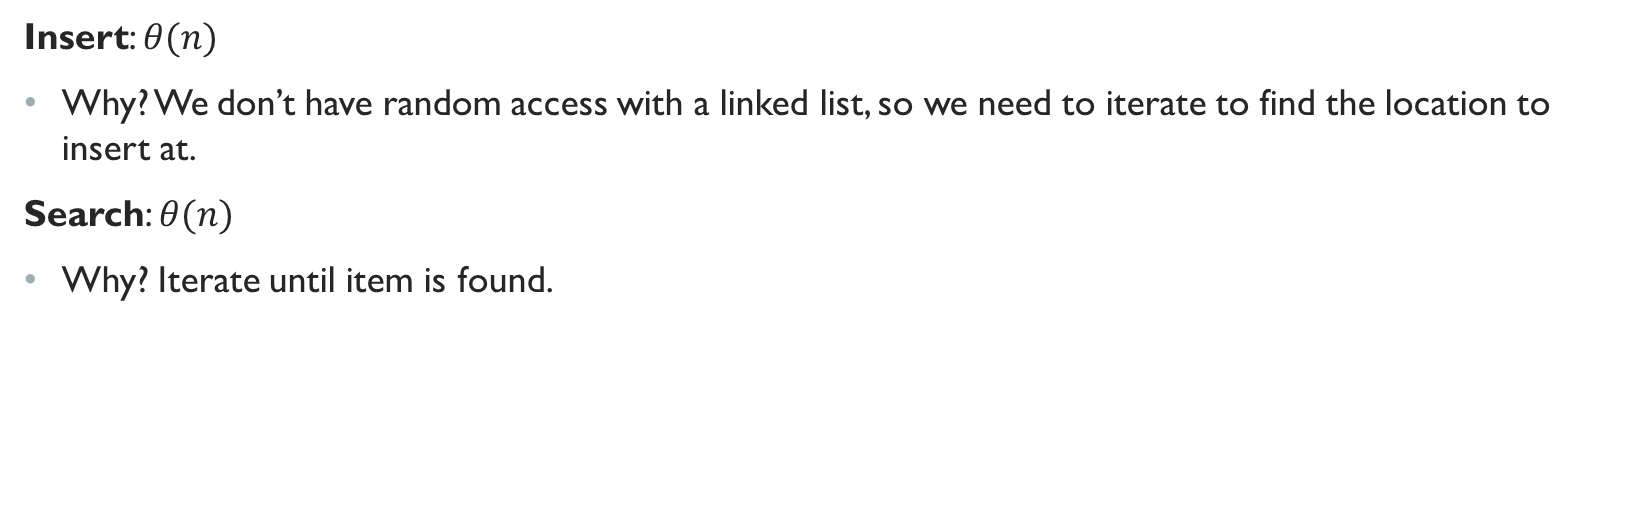 Insert: θ(n)
• Why? We don’t have random access with a linked list, so we need to iterate to find the location to
insert at.
Search: θ(n)
• Why? Iterate until item is found.